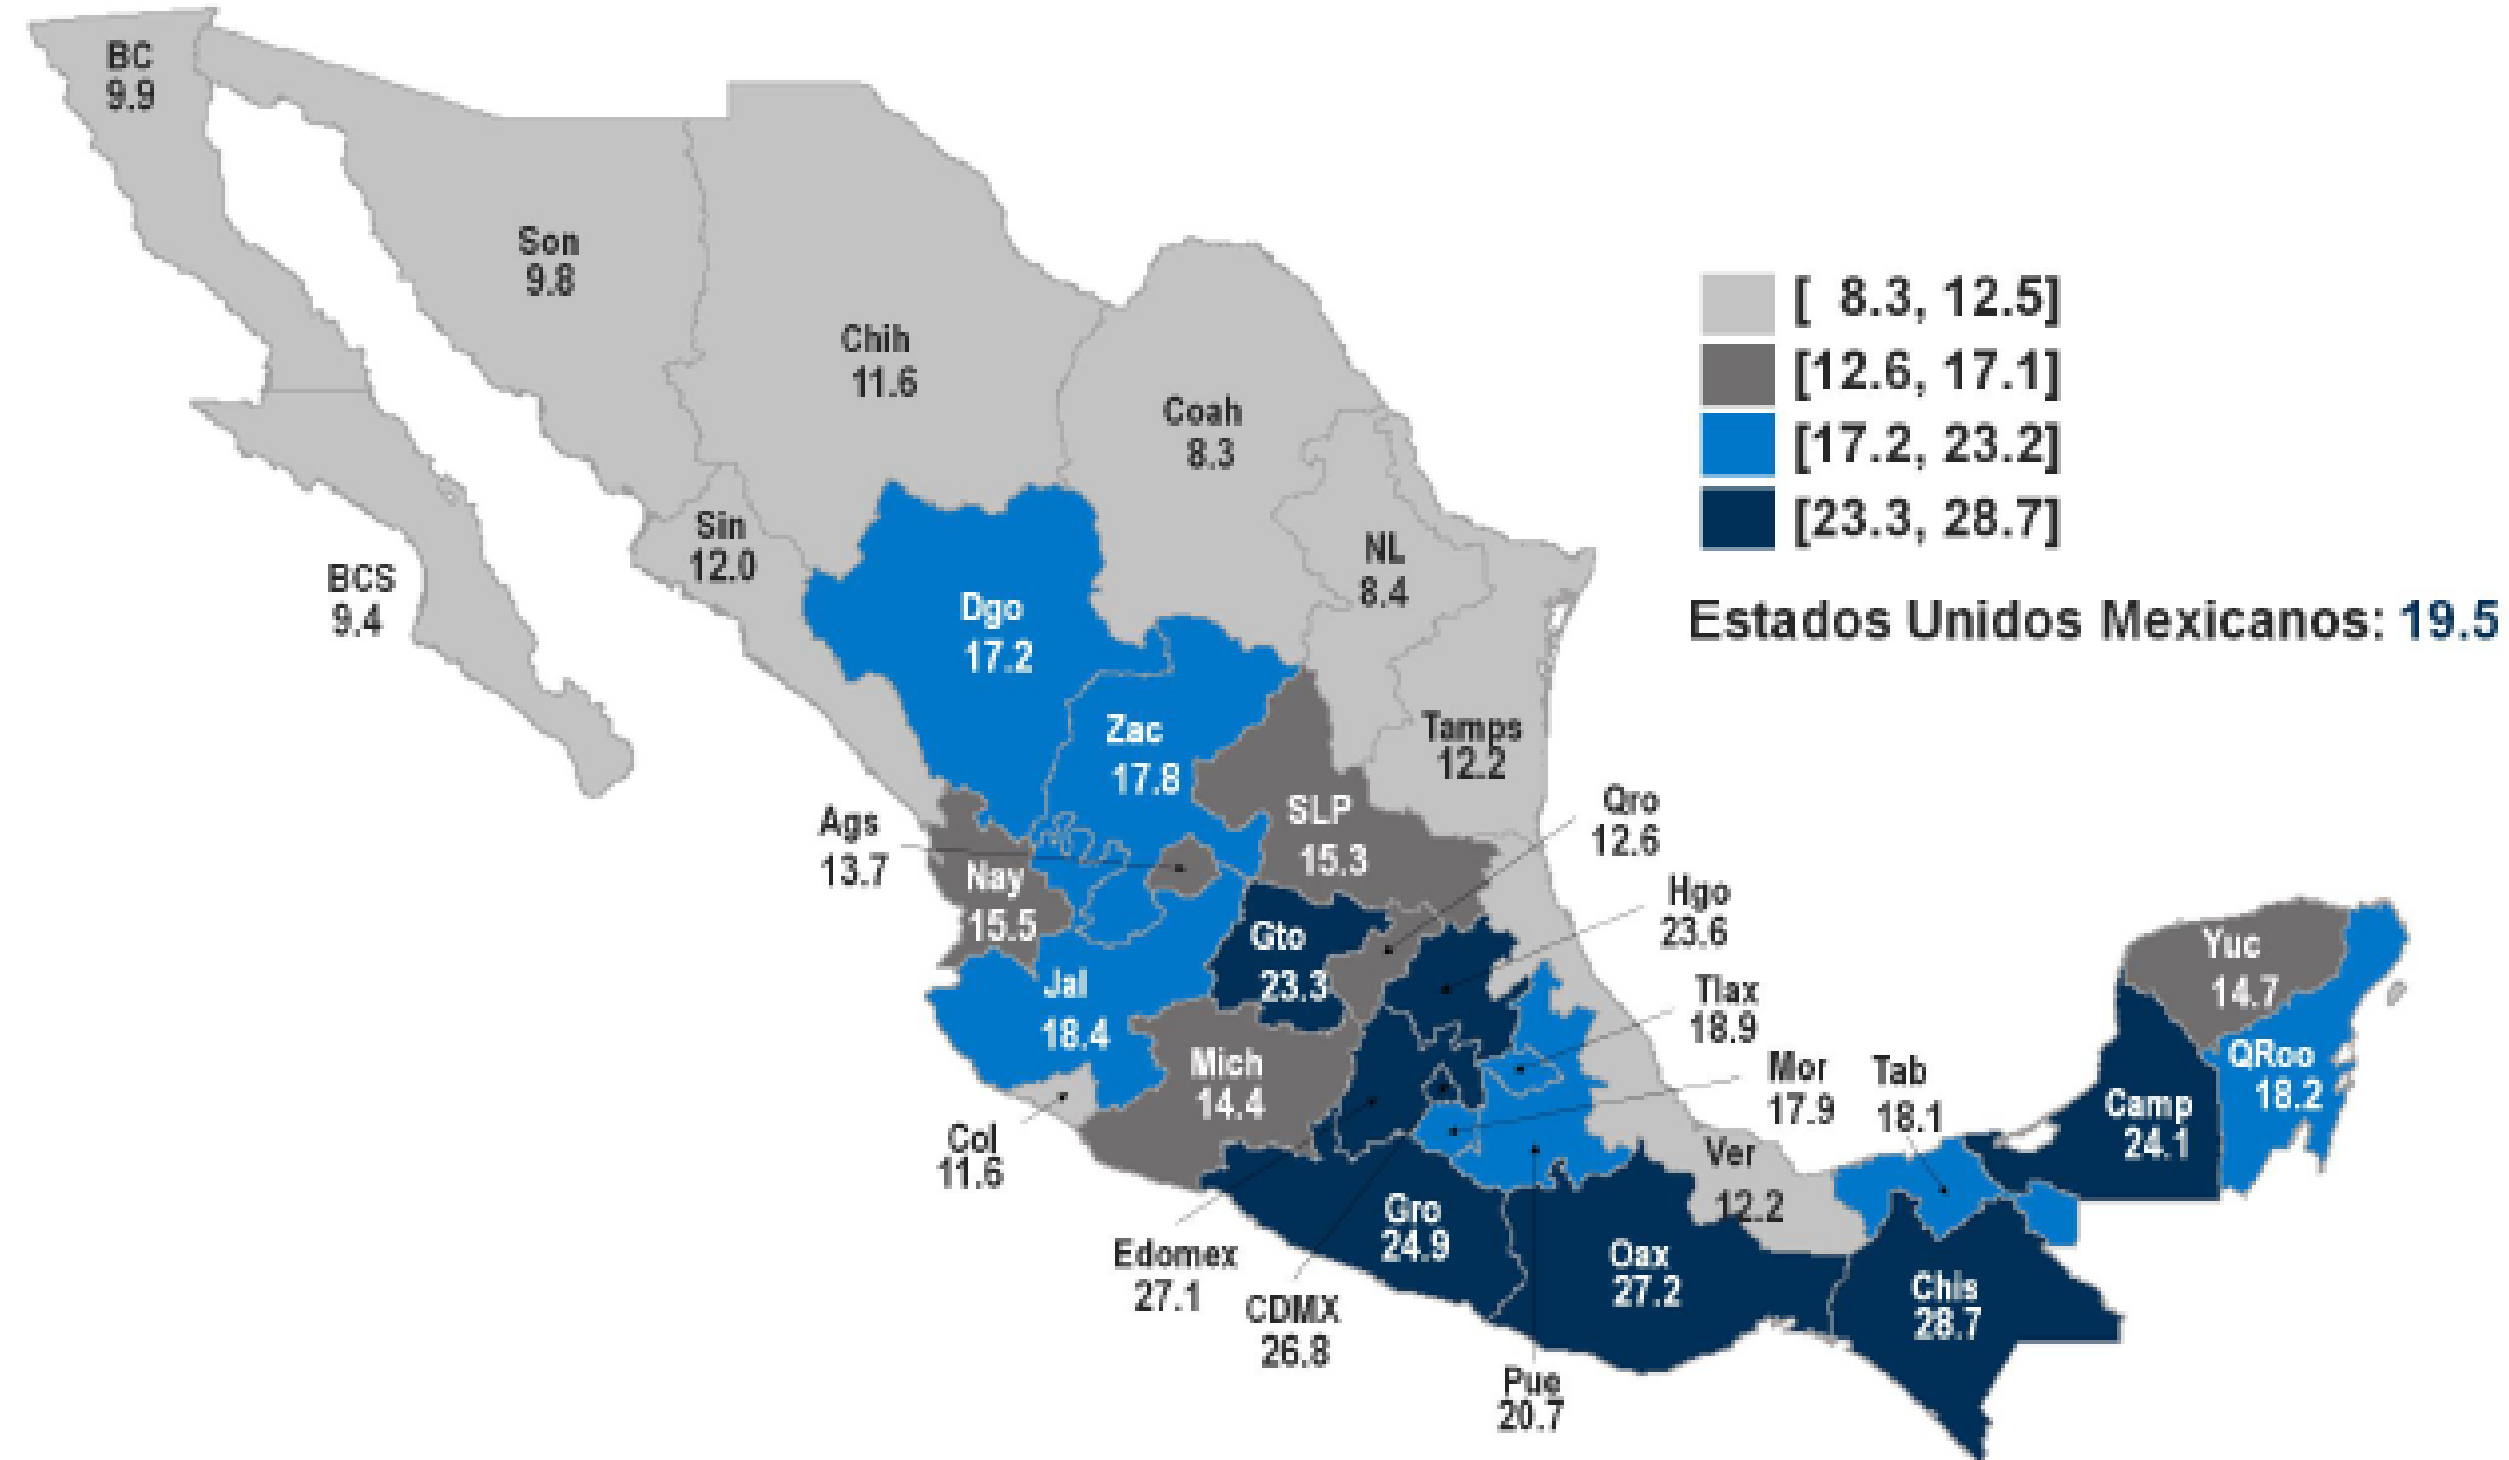 BC
9.9
Son
9.8
Chih
11.6
Coah
8.3
[ 8.3, 12.5]
[12.6, 17.1]
[17.2, 23.2]
[23.3, 28.7]
Estados Unidos Mexicanos: 19.5
Sin
12.0
NL
8.4
BCS
9.4
Dgo
17.2
Zac
17.8
Tamps
12.2
Ags
13.7
SLP
15.3
Qro
12.6
Nay
15.5
Hgo
23.6
Gto
23.3
Jal
18.4
Tlax
18.9
Yuc
14.7
Mich
14.4
Mor
17.9
Tab
18.1
QRoo
18.2
Camp
24.1
Col
11.6
Ver
12.2
Gro
24.9
Edomex
27.1
Oax
27.2
Chis
28.7
CDMX
26.8
Pue
20.7